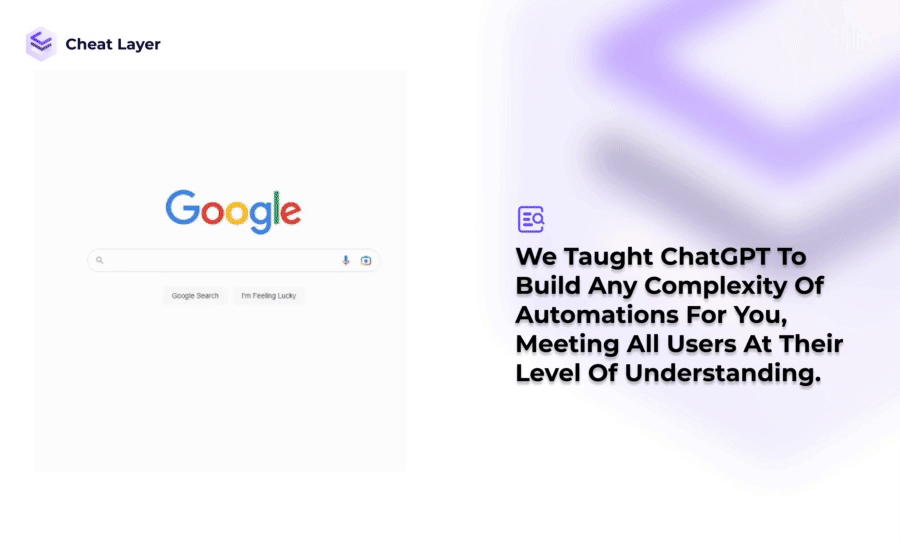 Cheat Layer
Google
Google Search
I'm Feeling Lucky
We Taught ChatGPT To
Build Any Complexity Of
Automations For You,
Meeting All Users At Their
Level Of Understanding.